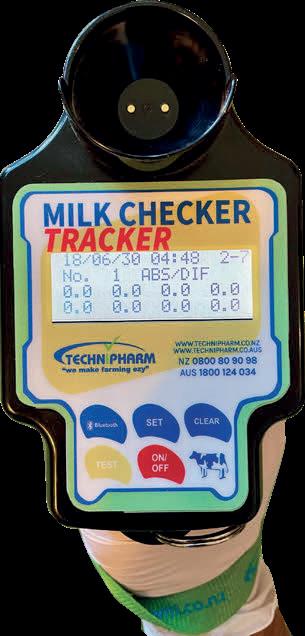 MILK CHECKER
TRACKER
18/06/30 04:48 2-7
No. 1 ABS/DIF
0.0 0.0 0.0 0.0
0.0 0.0 0.0 0.0
TECHNIPHARM
"we make farming ezy"
WWW.TECHNIPHARM.CO.NZ
WWW.TECHNIPHARM.CO.AUS
NZ 0800 80 90 98
AUS 1800 124 034
Bluetooth
SET
CLEAR
TEST
ON/
OFF